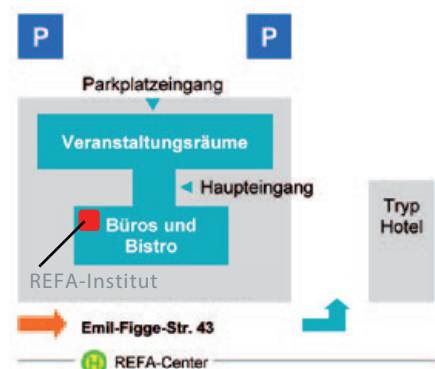 P
P
Parkplatzeingang
Veranstaltungsräume
Haupteingang
Büros und
Bistro
Tryp
Hotel
REFA-Institut
Emil-Figge-Str. 43
H REFA-Center